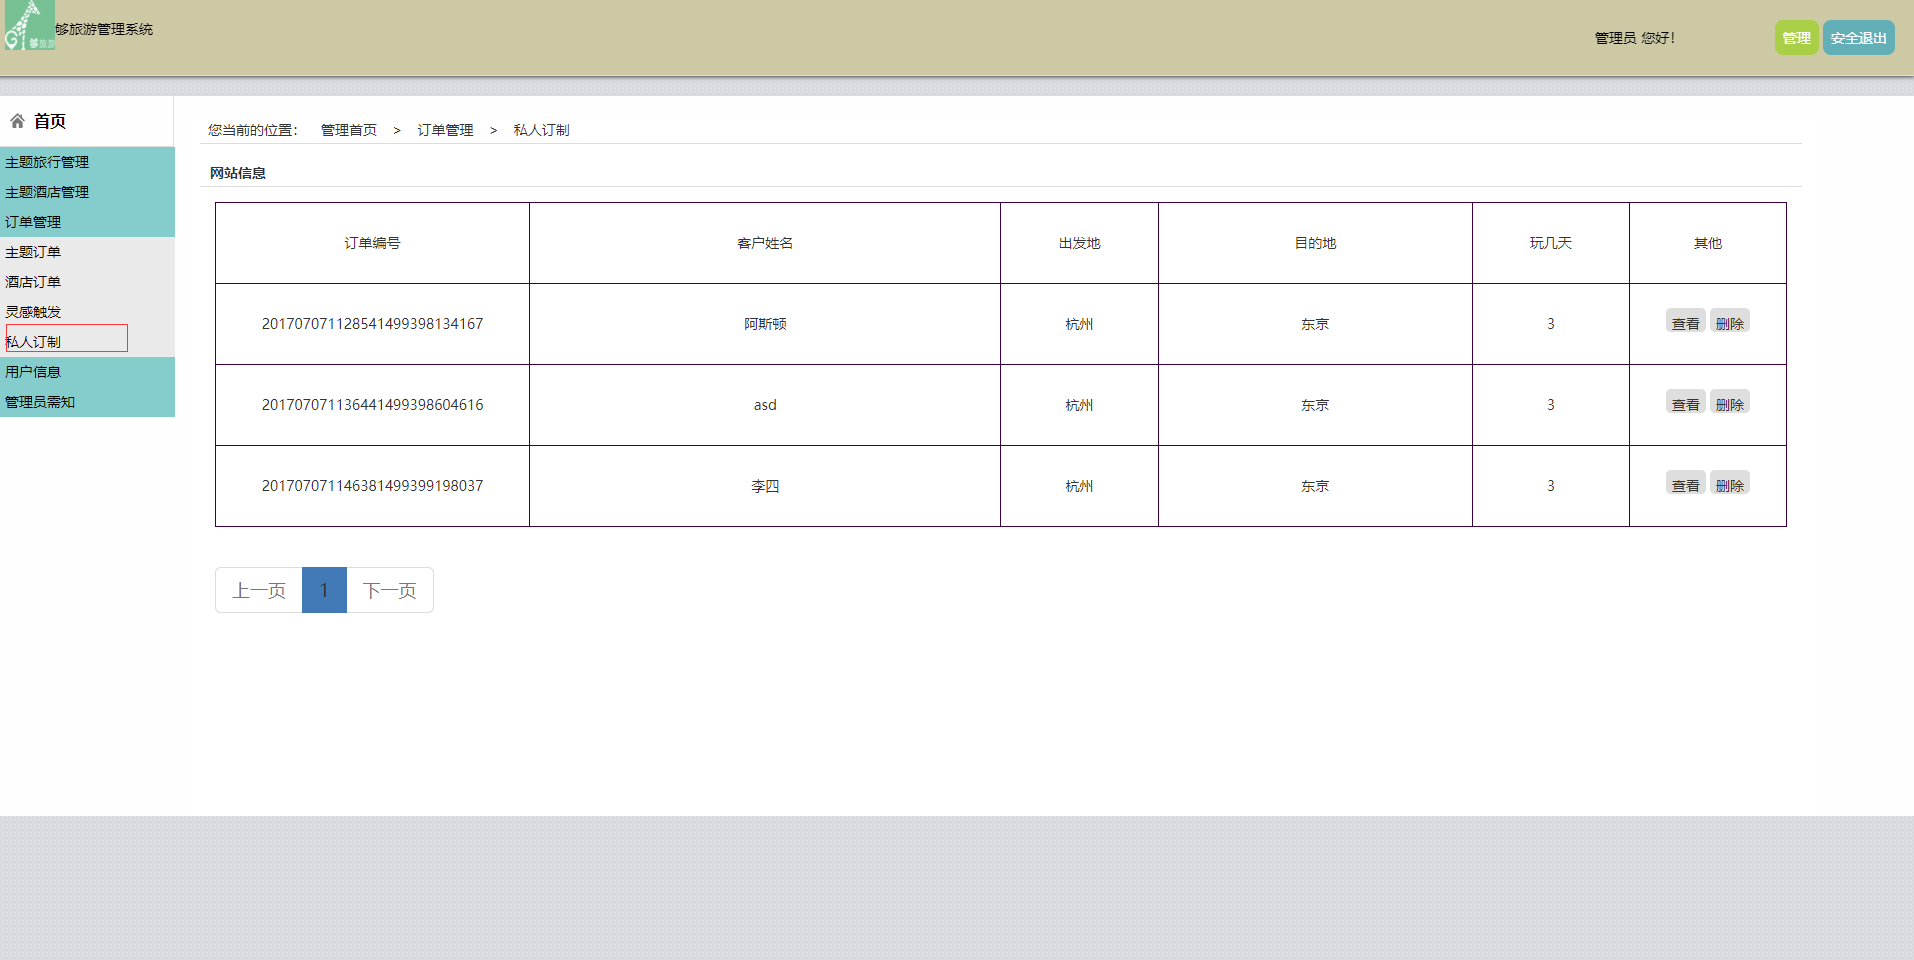 够旅游
够旅游管理系统
管理员 您好！
管理 安全退出
首页
主题旅行管理
主题酒店管理
订单管理
主题订单
酒店订单
灵感触发
私人订制
用户信息
管理员需知
您当前的位置： 管理首页 > 订单管理 > 私人订制
网站信息
订单编号 客户姓名 出发地 目的地 玩几天 其他
201707071128541499398134167 阿斯顿 杭州 东京 3 查看 删除
201707071136441499398604616 asd 杭州 东京 3 查看 删除
201707071146381499399198037 李四 杭州 东京 3 查看 删除
上一页 1 下一页